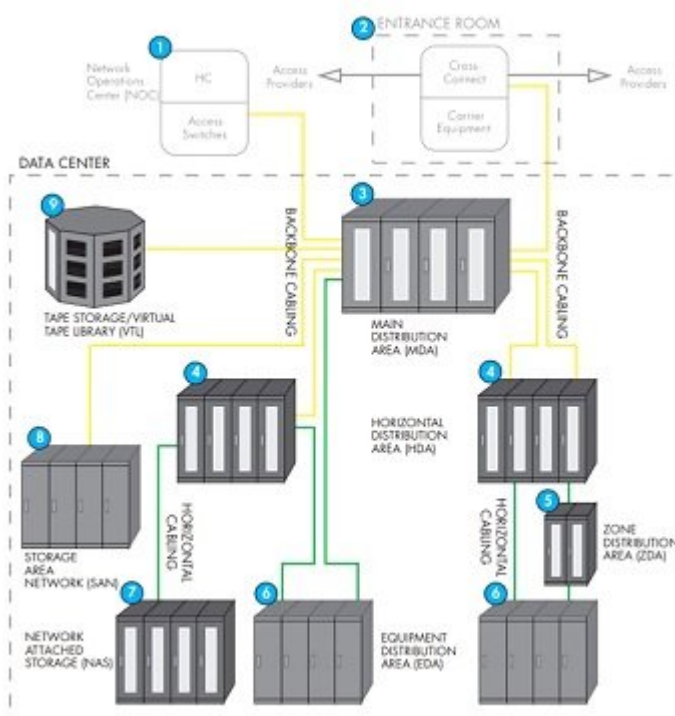 1
2
ENTRANCE ROOM
Network
Operations
Center (NOC)
HC
Access
Switches
Access
Providers
Cross-
Connect
Carrier
Equipment
Access
Providers
DATA CENTER
9
3
BACKBONE CABLING
BACKBONE CABLING
TAPE STORAGE/VIRTUAL
TAPE LIBRARY (VTL)
MAIN
DISTRIBUTION
AREA (MDA)
4
4
HORIZONTAL
DISTRIBUTION
AREA (HDA)
8
5
HORIZONTAL
CABLING
HORIZONTAL
CABLING
ZONE
DISTRIBUTION
AREA (ZDA)
STORAGE
AREA
NETWORK (SAN)
7
6
6
NETWORK
ATTACHED
STORAGE (NAS)
EQUIPMENT
DISTRIBUTION
AREA (EDA)